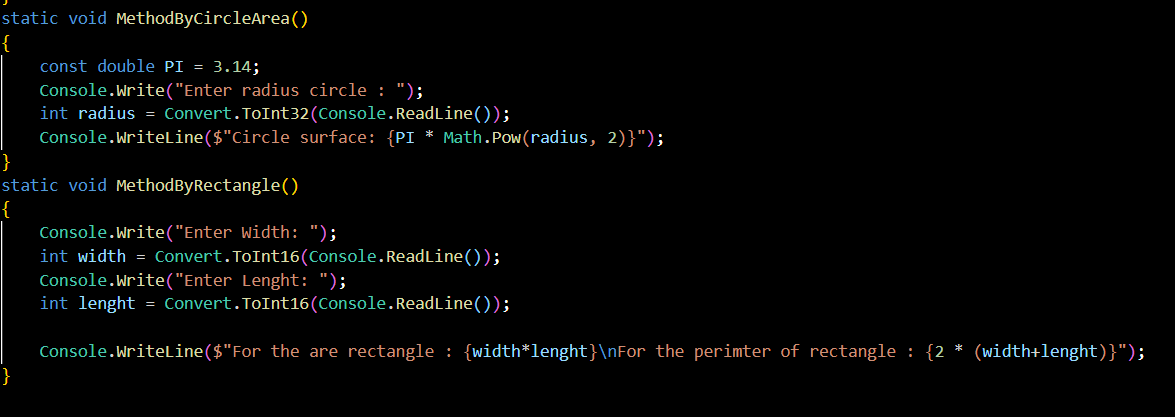 }
static void MethodByCircleArea()
{
    const double PI = 3.14;
    Console.Write("Enter radius circle : ");
    int radius = Convert.ToInt32(Console.ReadLine());
    Console.WriteLine($"Circle surface: {PI * Math.Pow(radius, 2)}");
}
static void MethodByRectangle()
{
    Console.Write("Enter Width: ");
    int width = Convert.ToInt16(Console.ReadLine());
    Console.Write("Enter Lenght: ");
    int lenght = Convert.ToInt16(Console.ReadLine());

    Console.WriteLine($"For the are rectangle : {width*lenght}\nFor the perimter of rectangle : {2 * (width+lenght)}");
}